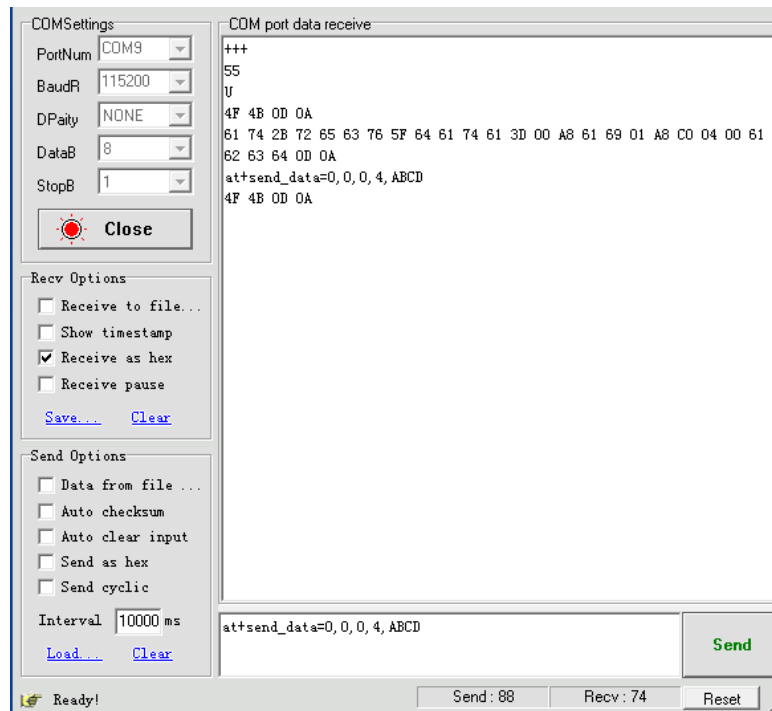 COMSettings
PortNum COM9
BaudR 115200
DPaity NONE
DataB 8
StopB 1
Close
Recv Options
Receive to file...
Show timestamp
Receive as hex
Receive pause
Save... Clear
Send Options
Data from file ...
Auto checksum
Auto clear input
Send as hex
Send cyclic
Interval 10000 ms
Load... Clear
COM port data receive
+++
55
U
4F 4B 0D 0A
61 74 2B 72 65 63 76 5F 64 61 74 61 3D 00 A8 61 69 01 A8 C0 04 00 61
62 63 64 0D 0A
at+send_data=0,0,0,4,ABCD
4F 4B 0D 0A
at+send_data=0,0,0,4,ABCD
Send
Ready!
Send : 88
Recv : 74
Reset